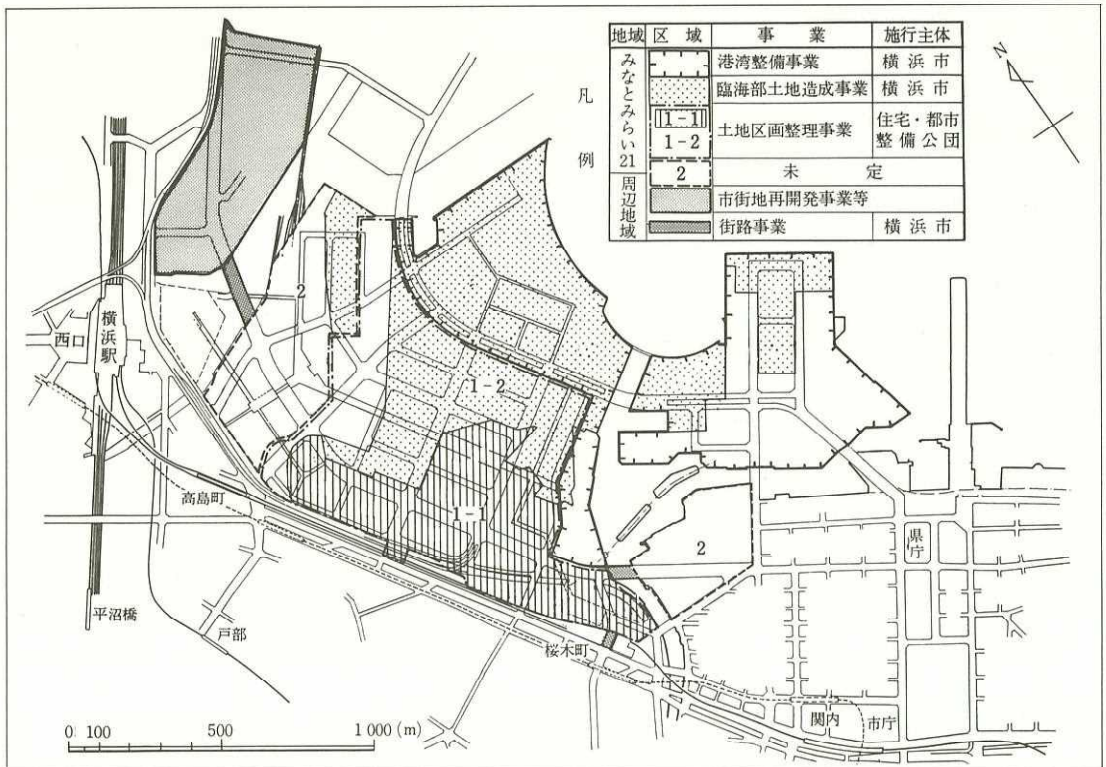 凡例
地域 区域 事業 施行主体
みなとみらい21
港湾整備事業 横浜市
臨海部土地造成事業 横浜市
1-1
1-2
土地区画整理事業 住宅・都市
整備公団
2 未定
周辺地域
市街地再開発事業等
街路事業 横浜市
N
2
西口
横浜駅
1-2
高島町
1-1
2
県庁
平沼橋
戸部
桜木町
関内
市庁
0 100 500 1 000 (m)